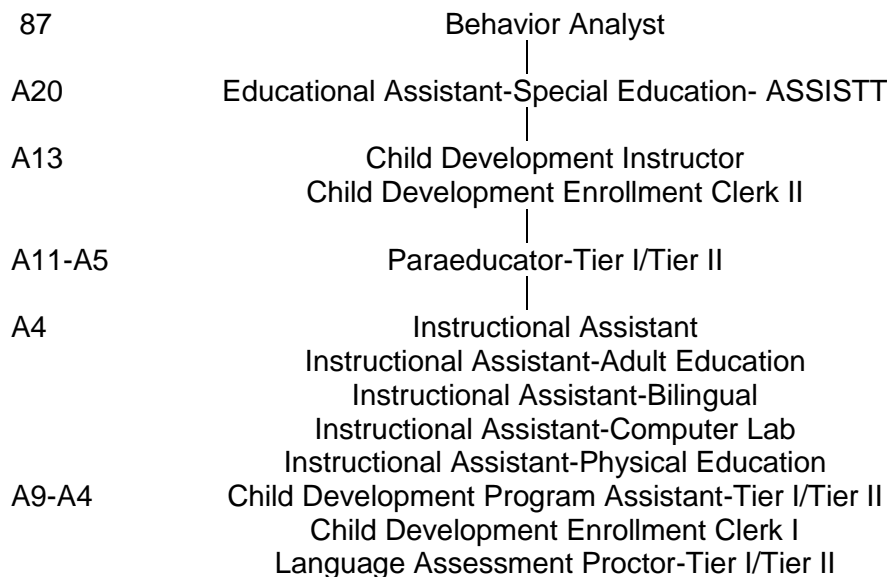 87 Behavior Analyst
A20 Educational Assistant-Special Education- ASSISTT
A13 Child Development Instructor
Child Development Enrollment Clerk II
A11-A5 Paraeducator-Tier I/Tier II
A4 Instructional Assistant
Instructional Assistant-Adult Education
Instructional Assistant-Bilingual
Instructional Assistant-Computer Lab
Instructional Assistant-Physical Education
A9-A4 Child Development Program Assistant-Tier I/Tier II
Child Development Enrollment Clerk I
Language Assessment Proctor-Tier I/Tier II